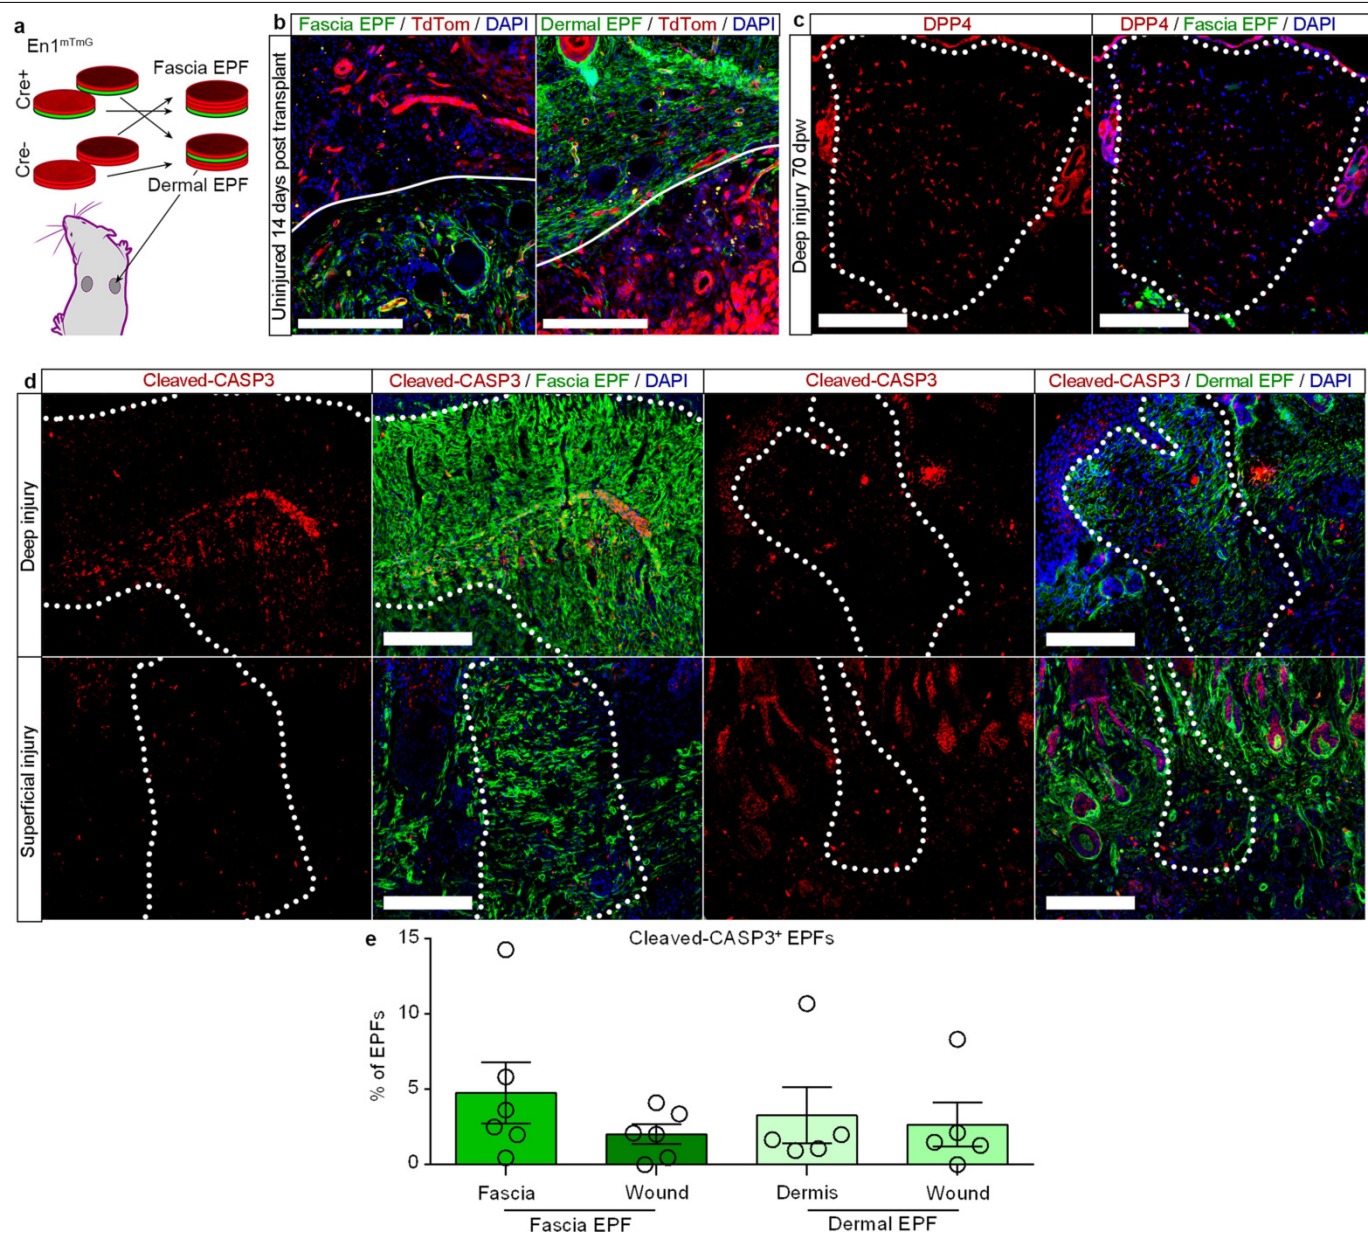 a
En1mTmG
Cre+
Cre-
Fascia EPF
Dermal EPF
b
Fascia EPF / TdTom / DAPI
Dermal EPF / TdTom / DAPI
Uninjured 14 days post transplant
c
DPP4
DPP4 / Fascia EPF / DAPI
Deep injury 70 dpw
d
Cleaved-CASP3
Cleaved-CASP3 / Fascia EPF / DAPI
Cleaved-CASP3
Cleaved-CASP3 / Dermal EPF / DAPI
Deep injury
Superficial injury
e
Cleaved-CASP3+ EPFs
% of EPFs
15
10
5
0
Fascia
Wound
Dermis
Wound
Fascia EPF
Dermal EPF